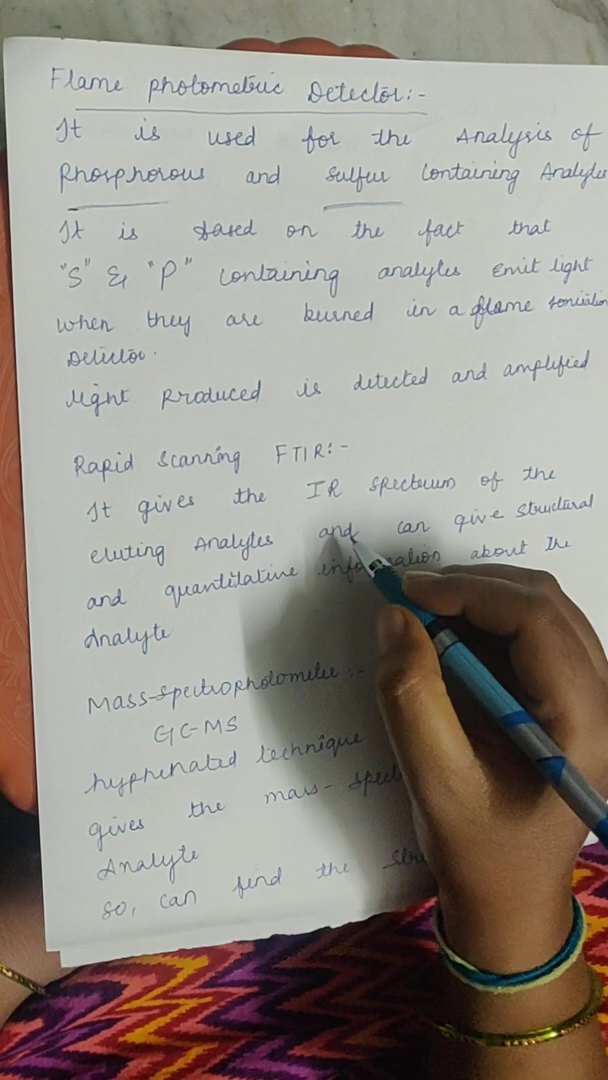 Flame photometric Detector:-
It is used for the Analysis of
Phosphorous and Sulfur Containing Analytes
It is based on the fact that
"S" & "P" containing analytes emit light
when they are burned in a flame
Detector.
light produced is detected and amplified
Rapid Scanning FTIR:-
It gives the IR spectrum of the
eluting Analytes and can give structural
and quantitative information about the
Analyte
Mass-spectrophotometer:-
GC-MS
hyphenated technique
gives the mass-
Analyte
so, can find the